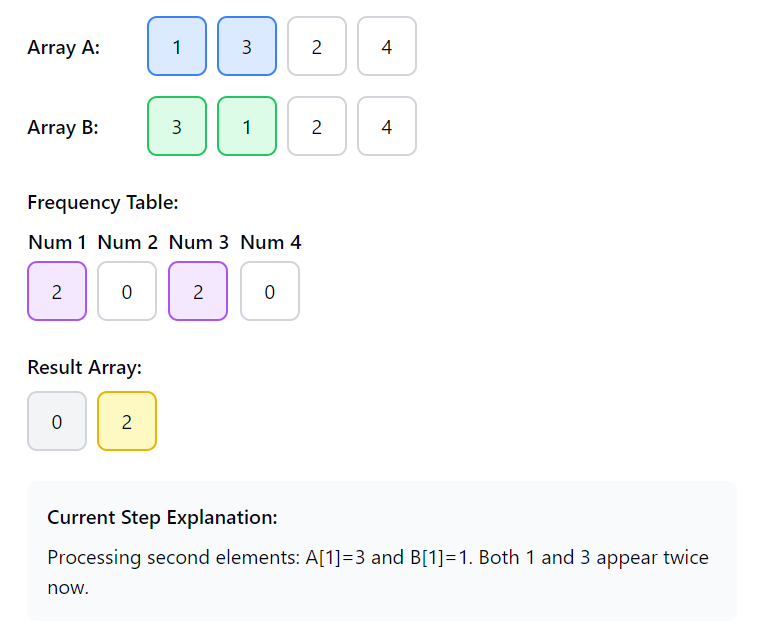 Array A: 1 3 2 4
Array B: 3 1 2 4
Frequency Table:
Num 1 Num 2 Num 3 Num 4
2 0 2 0
Result Array:
0 2
Current Step Explanation:
Processing second elements: A[1]=3 and B[1]=1. Both 1 and 3 appear twice
now.